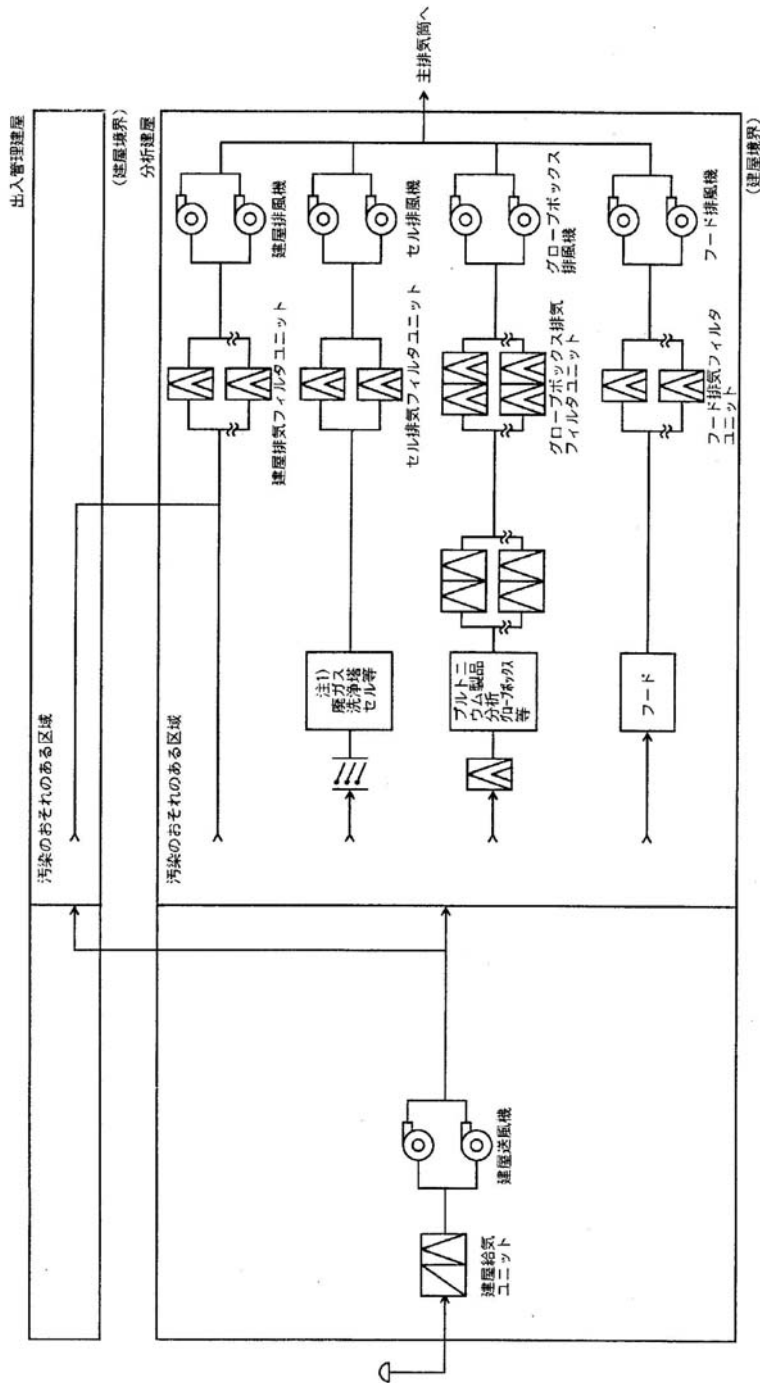 出入管理建屋
汚染のおそれのある区域
(建屋境界)
分析建屋
汚染のおそれのある区域
建屋排気フィルタユニット
建屋排風機
主排気筒へ
注1)
廃ガス
洗浄塔
セル等
セル排気フィルタユニット
セル排風機
プルトニ
ウム製品
分析
グローブボックス
等
グローブボックス排気
フィルタユニット
グローブボックス
排風機
フード
フード排気フィルタ
ユニット
フード排風機
建屋給気
ユニット
建屋送風機
(建屋境界)